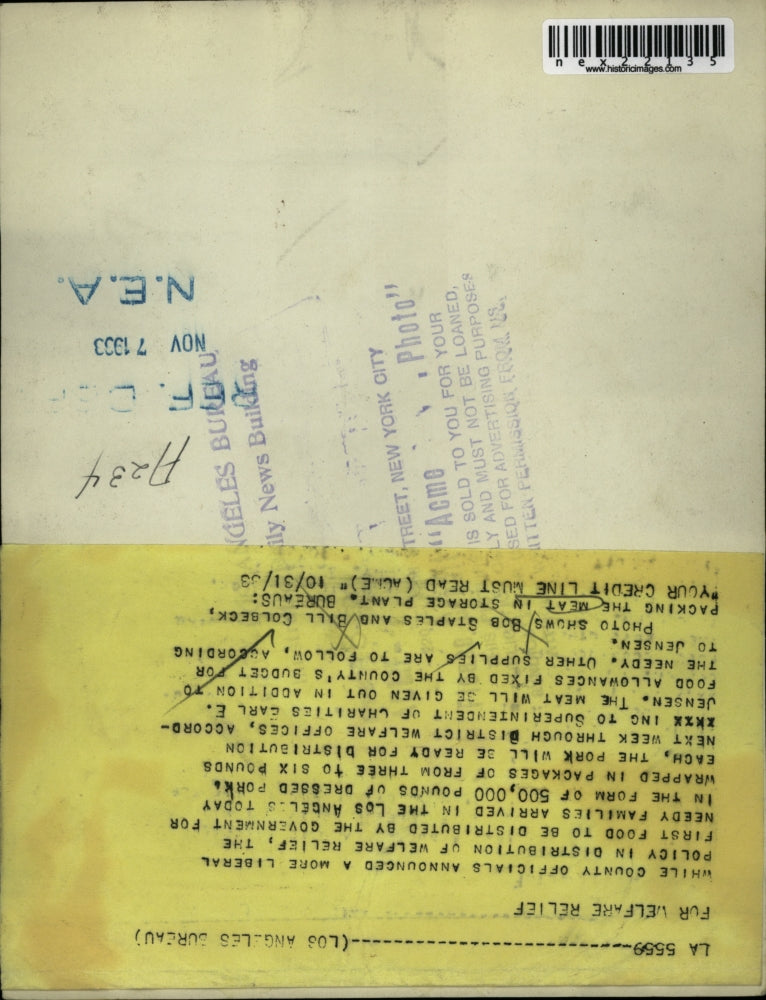 nex22135
www.historicimages.com
N.E.A.
NOV 7 1933
REF. D
A234
NGELES BUREAU
ily News Building
TREET, NEW YORK CITY
"Acme Photo"
IS SOLD TO YOU FOR YOUR
LY AND MUST NOT BE LOANED,
SED FOR ADVERTISING PURPOSES
ITTEN PERMISSION FROM US.
LA 5559----------------------(LOS ANGELES BUREAU)
FOR WELFARE RELIEF
WHILE COUNTY OFFICIALS ANNOUNCED A MORE LIBERAL
POLICY IN DISTRIBUTION OF WELFARE RELIEF, THE
FIRST FOOD TO BE DISTRIBUTED BY THE GOVERNMENT FOR
NEEDY FAMILIES ARRIVED IN THE LOS ANGELES TODAY
IN THE FORM OF 500,000 POUNDS OF DRESSED PORK.
WRAPPED IN PACKAGES OF FROM THREE TO SIX POUNDS
EACH, THE PORK WILL BE READY FOR DISTRIBUTION
NEXT WEEK THROUGH DISTRICT WELFARE OFFICES, ACCORD-
xxxx ING TO SUPERINTENDENT OF CHARITIES EARL E.
JENSEN. THE MEAT WILL BE GIVEN OUT IN ADDITION TO
FOOD ALLOWANCES FIXED BY THE COUNTY'S BUDGET FOR
THE NEEDY. OTHER SUPPLIES ARE TO FOLLOW, ACCORDING
TO JENSEN.
PHOTO SHOWS BOB STAPLES AND BILL COLBECK,
PACKING THE MEAT IN STORAGE PLANT. BUREAUS:
"YOUR CREDIT LINE MUST READ (ACME)" 10/31/33